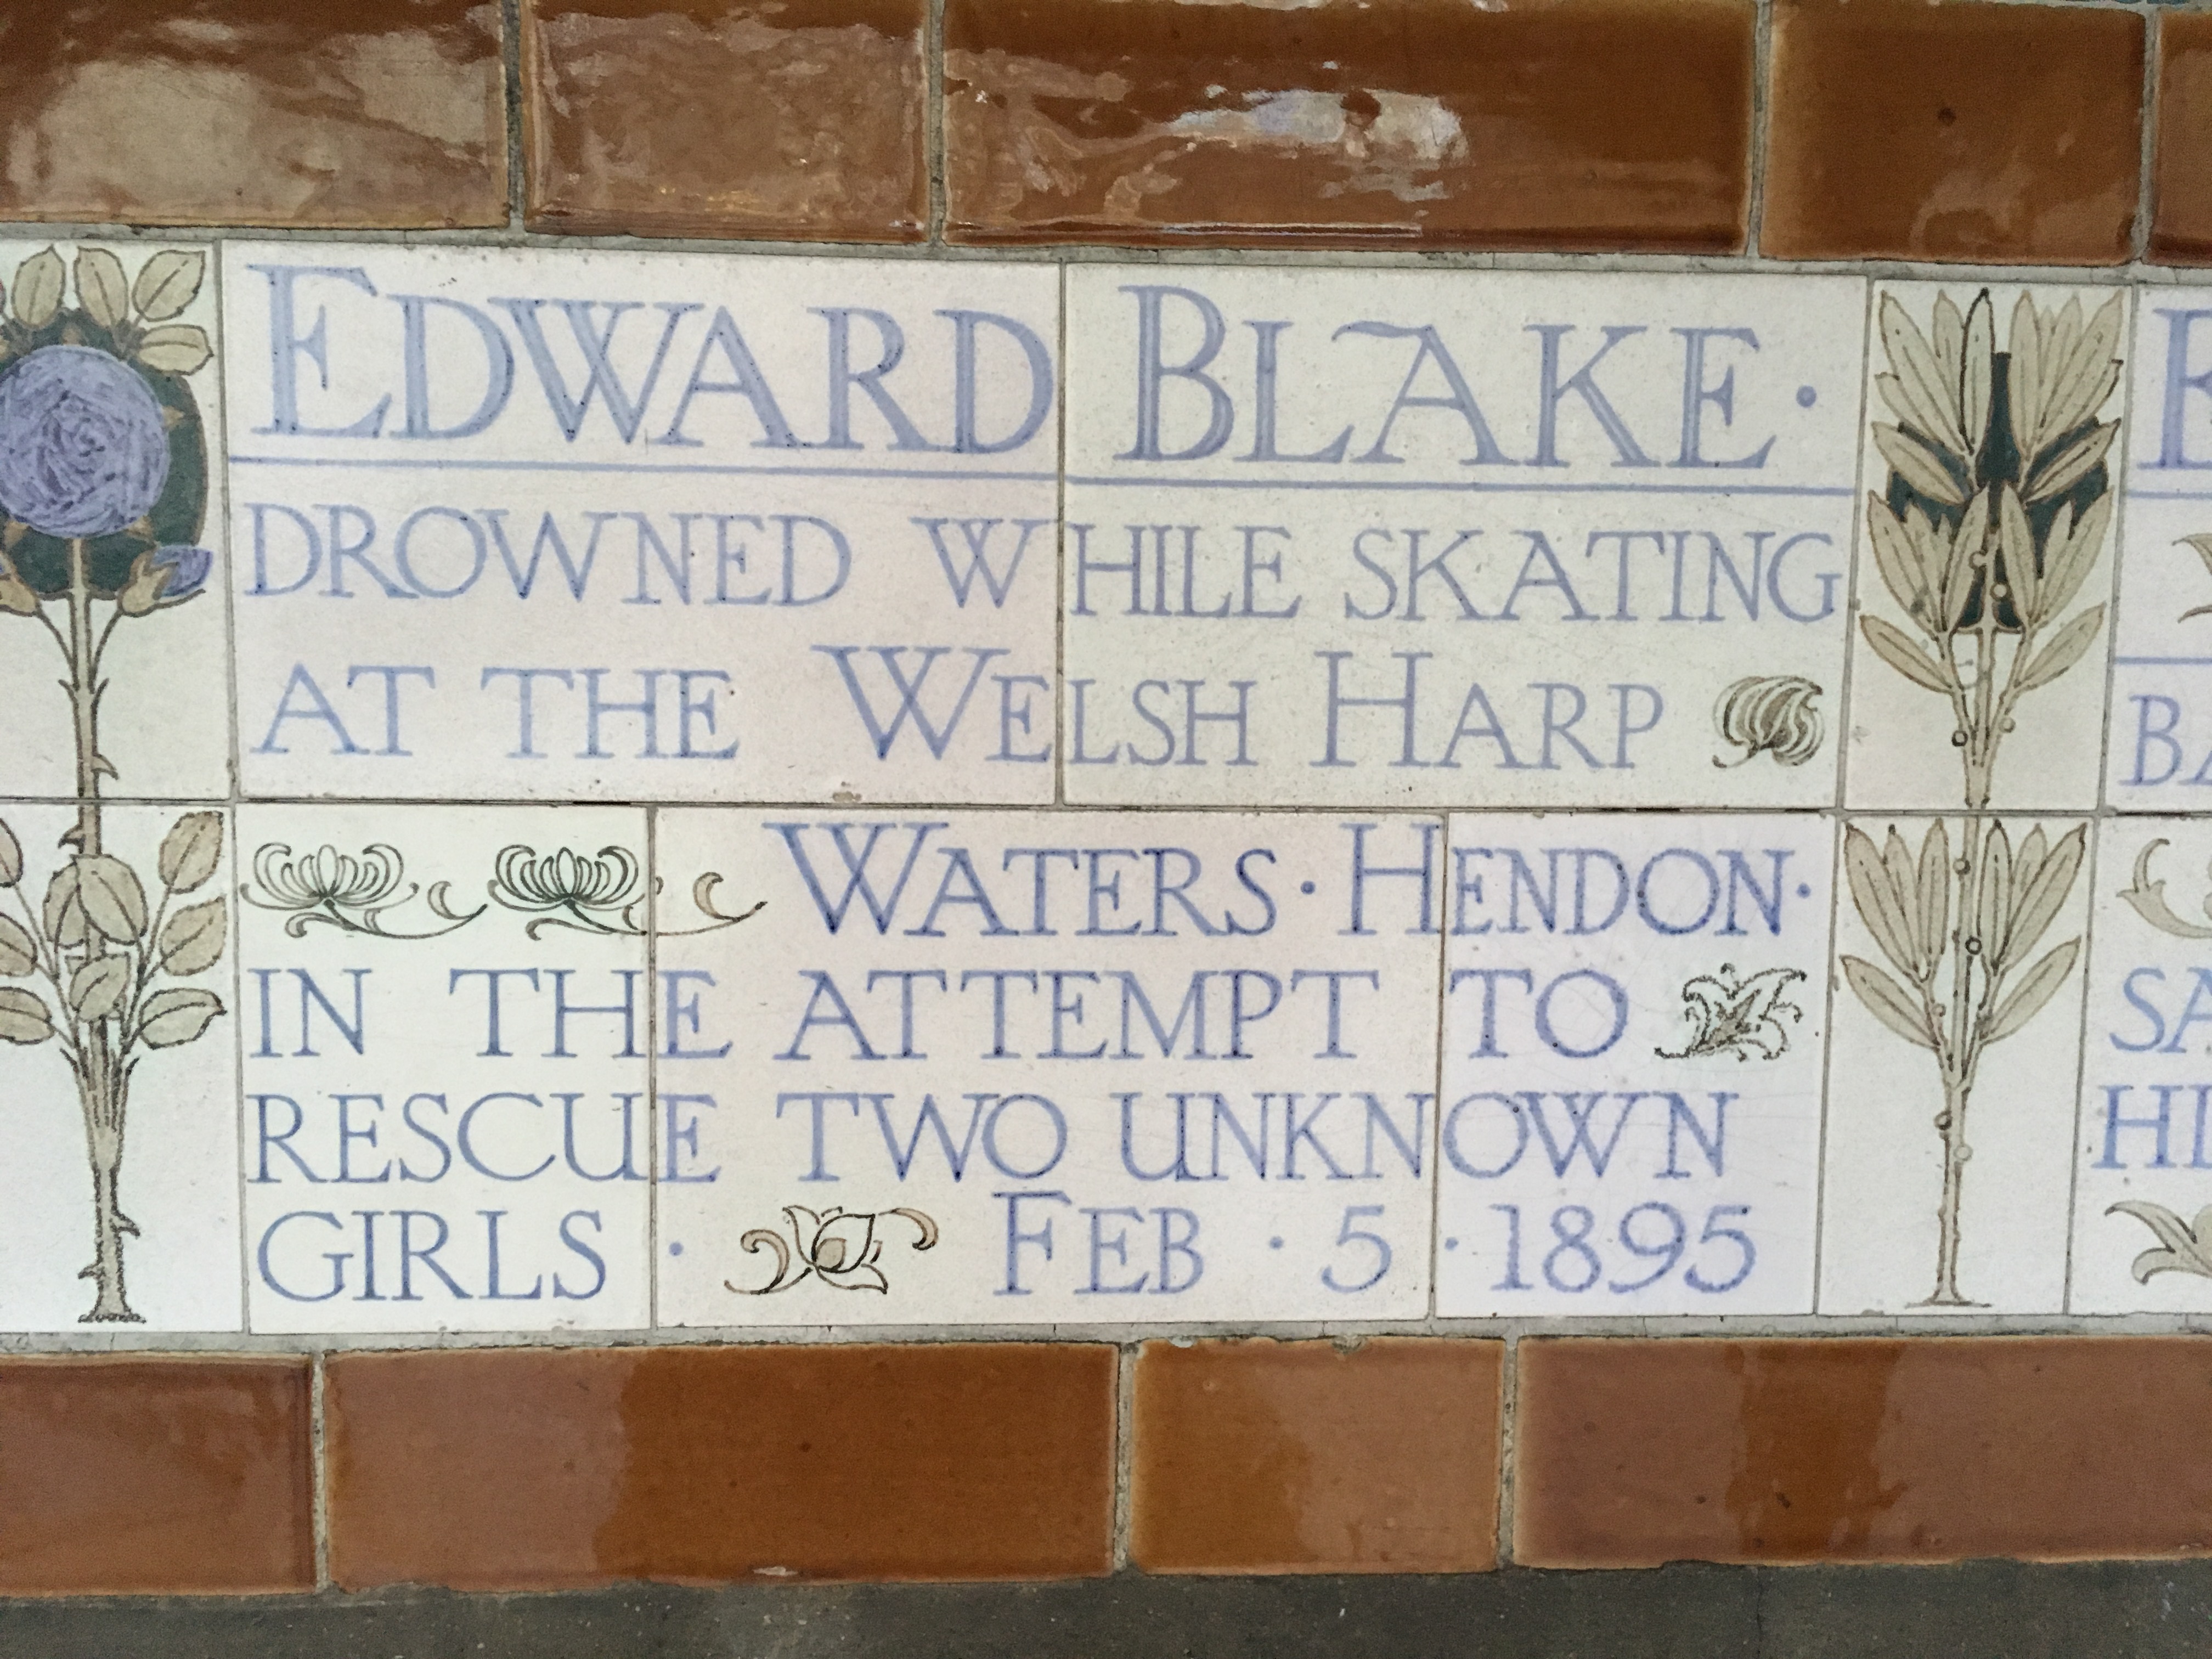 EDWARD BLAKE·
DROWNED WHILE SKATING
AT THE WELSH HARP
WATERS·HENDON·
IN THE ATTEMPT TO
RESCUE TWO UNKNOWN
GIRLS · FEB · 5 · 1895